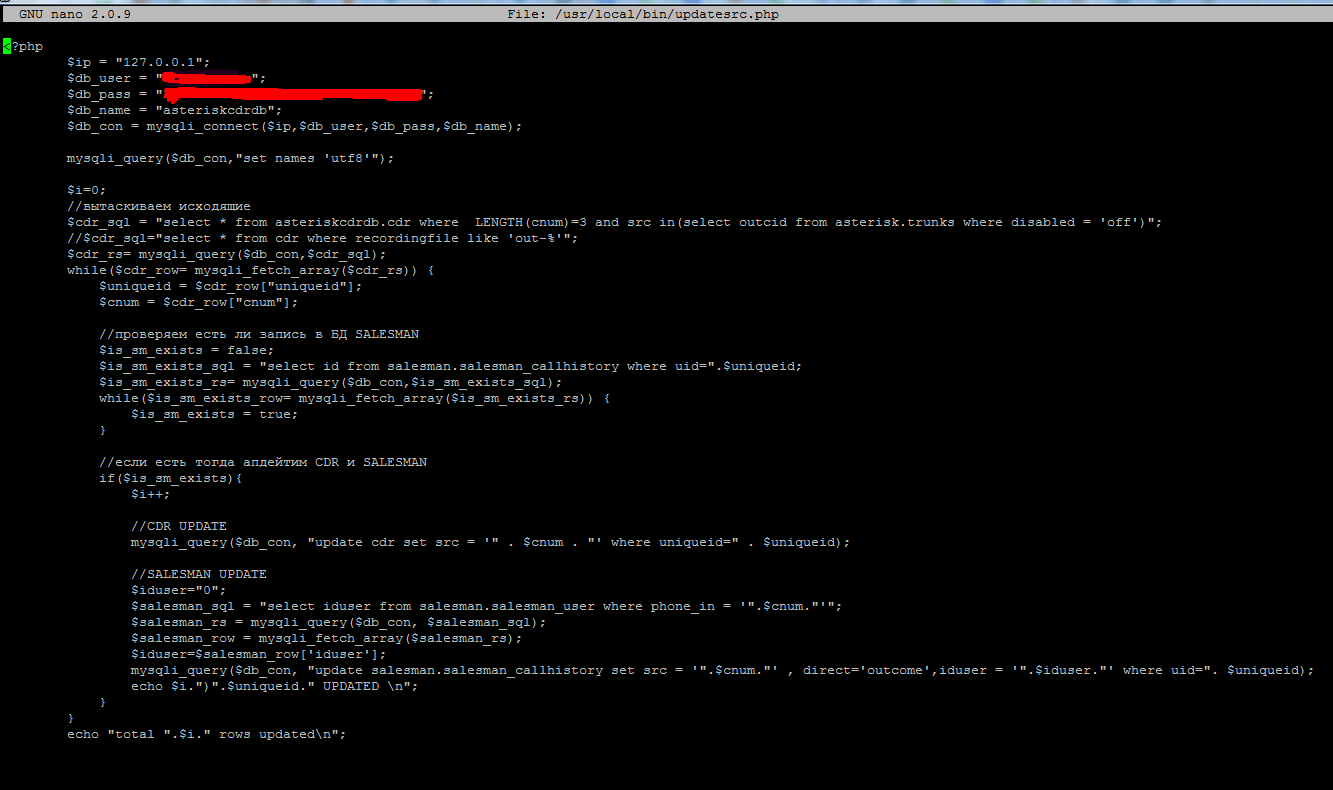 GNU nano 2.0.9 File: /usr/local/bin/updatesrc.php
<?php
$ip = "127.0.0.1";
$db_user = "";
$db_pass = "";
$db_name = "asteriskcdrdb";
$db_con = mysqli_connect($ip,$db_user,$db_pass,$db_name);
mysqli_query($db_con,"set names 'utf8'");
$i=0;
//вытаскиваем исходящие
$cdr_sql = "select * from asteriskcdrdb.cdr where  LENGTH(cnum)=3 and src in(select outcid from asterisk.trunks where disabled = 'off')";
//$cdr_sql="select * from cdr where recordingfile like 'out-%'";
$cdr_rs= mysqli_query($db_con,$cdr_sql);
while($cdr_row= mysqli_fetch_array($cdr_rs)) {
$uniqueid = $cdr_row["uniqueid"];
$cnum = $cdr_row["cnum"];
//проверяем есть ли запись в БД SALESMAN
$is_sm_exists = false;
$is_sm_exists_sql = "select id from salesman.salesman_callhistory where uid=".$uniqueid;
$is_sm_exists_rs= mysqli_query($db_con,$is_sm_exists_sql);
while($is_sm_exists_row= mysqli_fetch_array($is_sm_exists_rs)) {
$is_sm_exists = true;
}
//если есть тогда апдейтим CDR и SALESMAN
if($is_sm_exists){
$i++;
//CDR UPDATE
mysqli_query($db_con, "update cdr set src = '" . $cnum . "' where uniqueid=" . $uniqueid);
//SALESMAN UPDATE
$iduser="0";
$salesman_sql = "select iduser from salesman.salesman_user where phone_in = '".$cnum."'";
$salesman_rs = mysqli_query($db_con, $salesman_sql);
$salesman_row = mysqli_fetch_array($salesman_rs);
$iduser=$salesman_row['iduser'];
mysqli_query($db_con, "update salesman.salesman_callhistory set src = '".$cnum."' , direct='outcome',iduser = '".$iduser."' where uid=". $uniqueid);
echo $i.")".$uniqueid." UPDATED \n";
}
}
echo "total ".$i." rows updated\n";